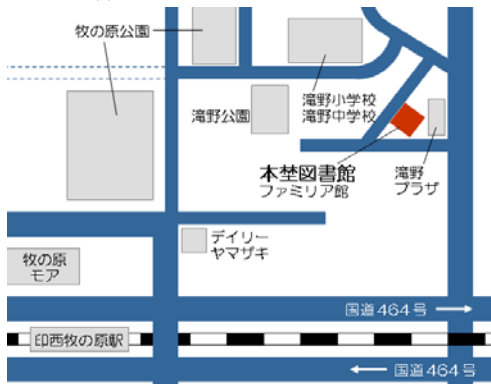 牧の原公園
滝野小学校
滝野中学校
滝野公園
本埜図書館
ファミリア館
滝野
プラザ
デイリー
ヤマザキ
牧の原
モア
国道464号
印西牧の原駅
国道464号